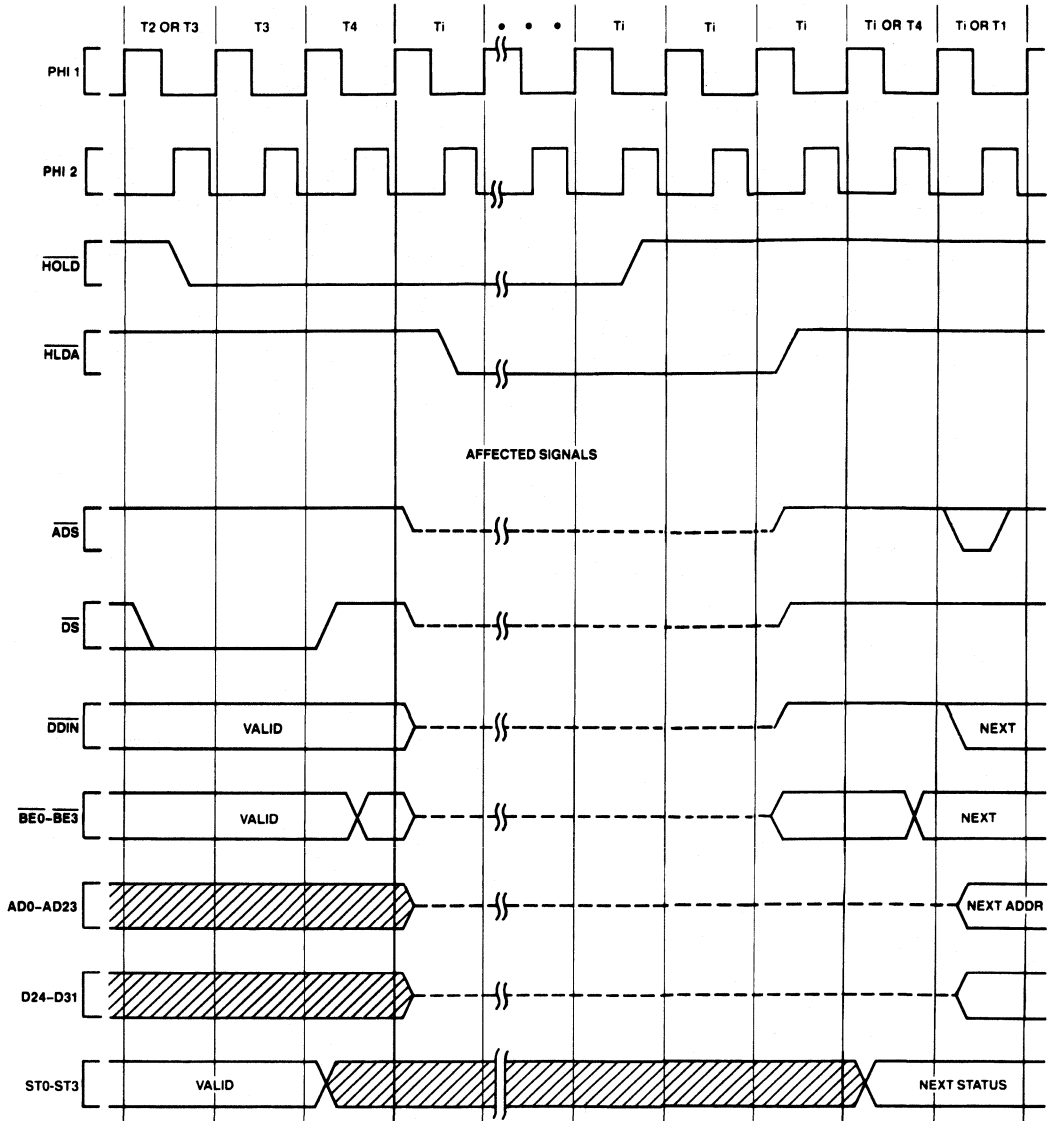 T2 OR T3 T3 T4 Ti • • • Ti Ti Ti Ti OR T4 Ti OR T1
PHI 1
PHI 2
HOLD
HLDA
AFFECTED SIGNALS
ADS
DS
DDIN VALID NEXT
BE0-BE3 VALID NEXT
AD0-AD23 NEXT ADDR
D24-D31
ST0-ST3 VALID NEXT STATUS